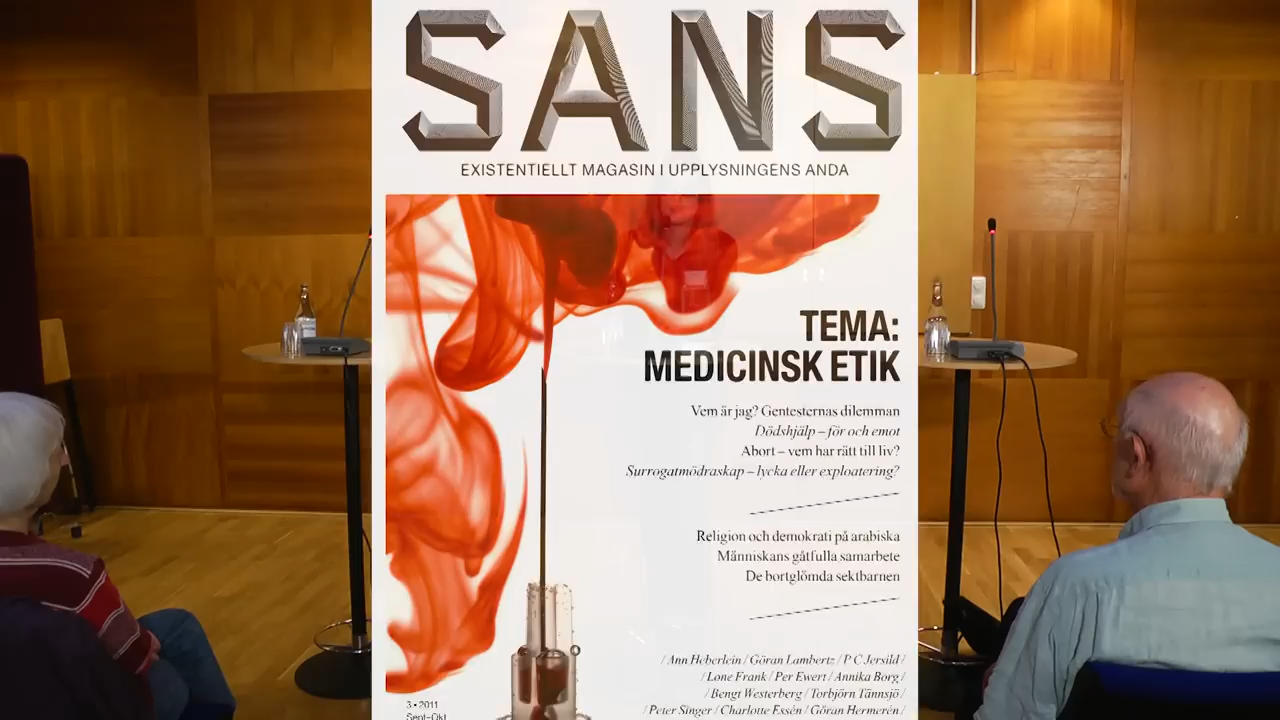 SANS
EXISTENTIELLT MAGASIN I UPPLYSNINGENS ANDA
TEMA:
MEDICINSK ETIK
Vem är jag? Gentesternas dilemman
Dödshjälp – för och emot
Abort – vem har rätt till liv?
Surrogatmödraskap – lycka eller exploatering?
Religion och demokrati på arabiska
Människans gåtfulla samarbete
De bortglömda sektbarnen
/ Ann Heberlein / Göran Lambertz / P C Jersild /
/ Lone Frank / Per Ewert / Annika Borg /
/ Bengt Westerberg / Torbjörn Tännsjö /
/ Peter Singer / Charlotte Essén / Göran Hermerén /
3 • 2011
Sept–Okt